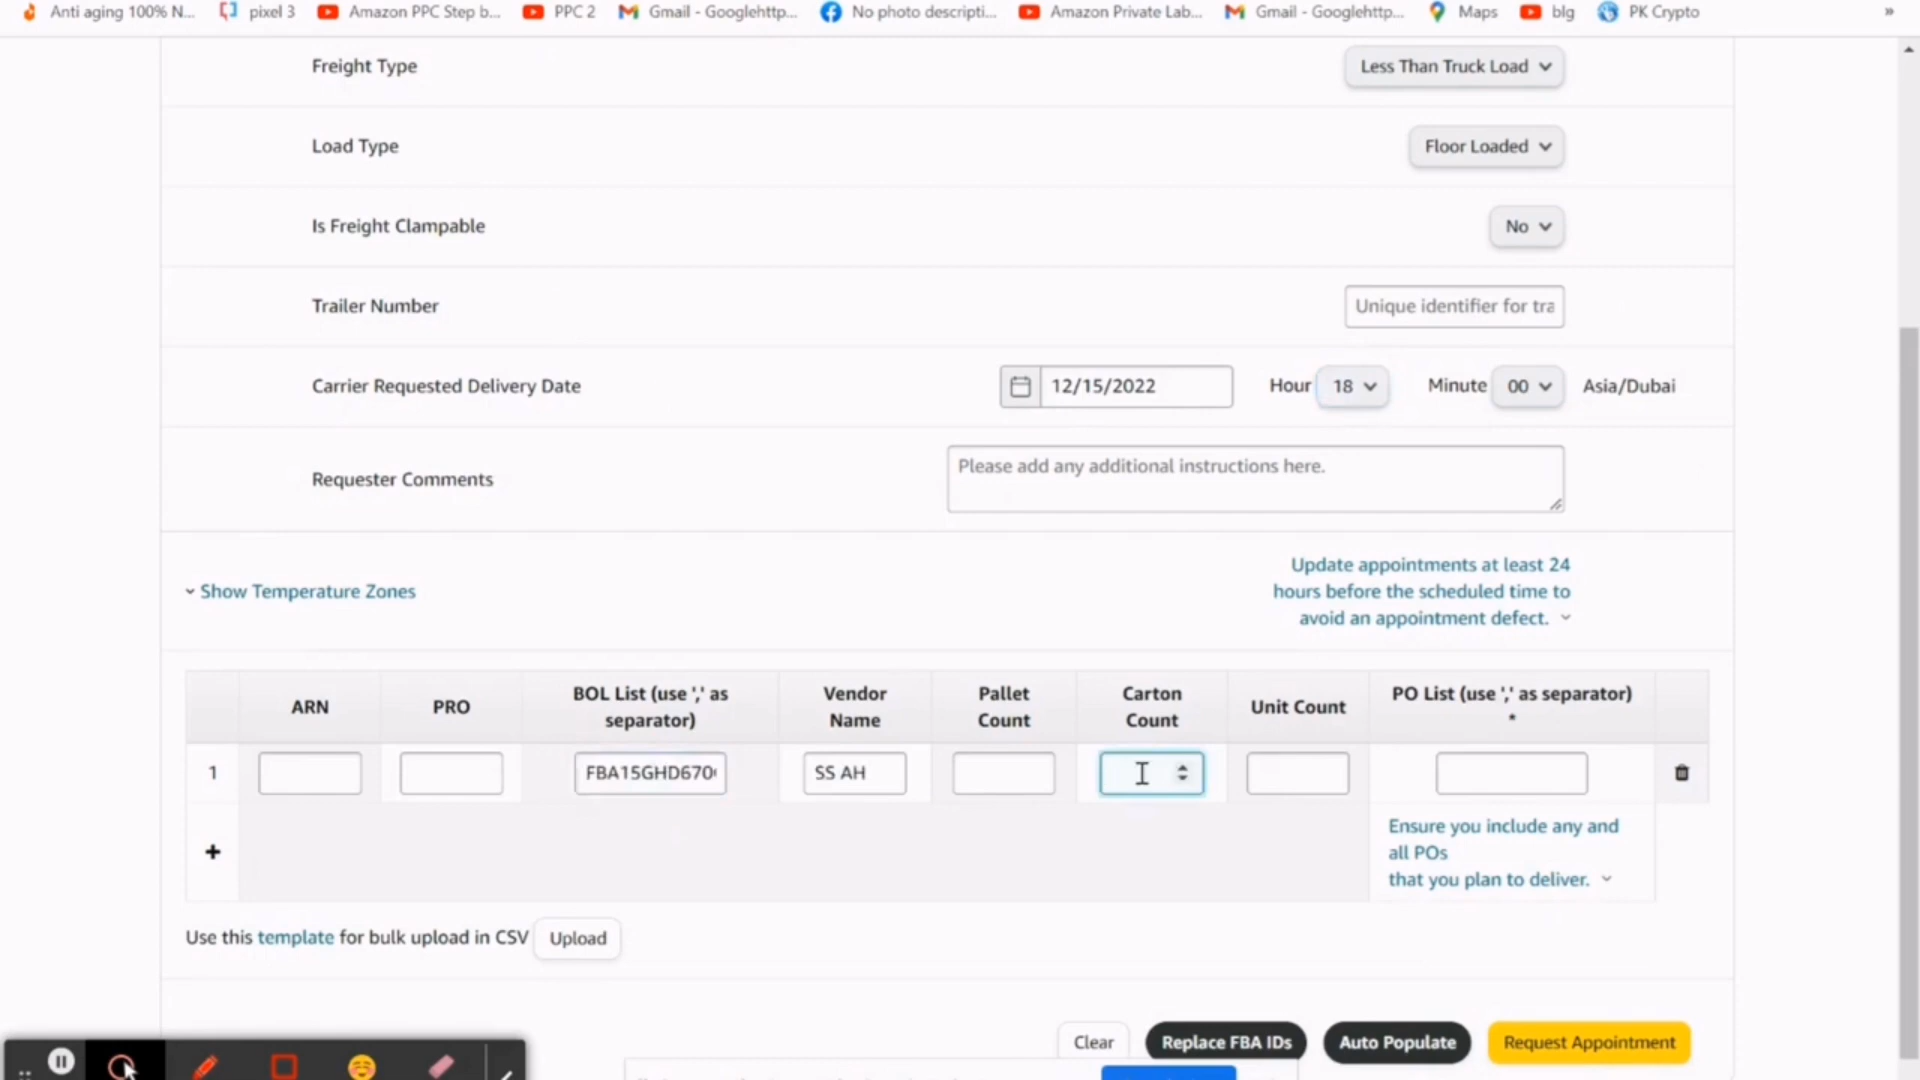 Anti aging 100% N... pixel 3 Amazon PPC Step b... PPC 2 Gmail - Googlehttp... No photo descripti... Amazon Private Lab... Gmail - Googlehttp... Maps blg PK Crypto »
Freight Type Less Than Truck Load
Load Type Floor Loaded
Is Freight Clampable No
Trailer Number Unique identifier for tra
Carrier Requested Delivery Date 12/15/2022 Hour 18 Minute 00 Asia/Dubai
Requester Comments Please add any additional instructions here.
Show Temperature Zones
Update appointments at least 24
hours before the scheduled time to
avoid an appointment defect.
ARN PRO BOL List (use ',' as separator) Vendor Name Pallet Count Carton Count Unit Count PO List (use ',' as separator) *
1 FBA15GHD670 SS AH
+
Ensure you include any and
all POs
that you plan to deliver.
Use this template for bulk upload in CSV Upload
Clear Replace FBA IDs Auto Populate Request Appointment